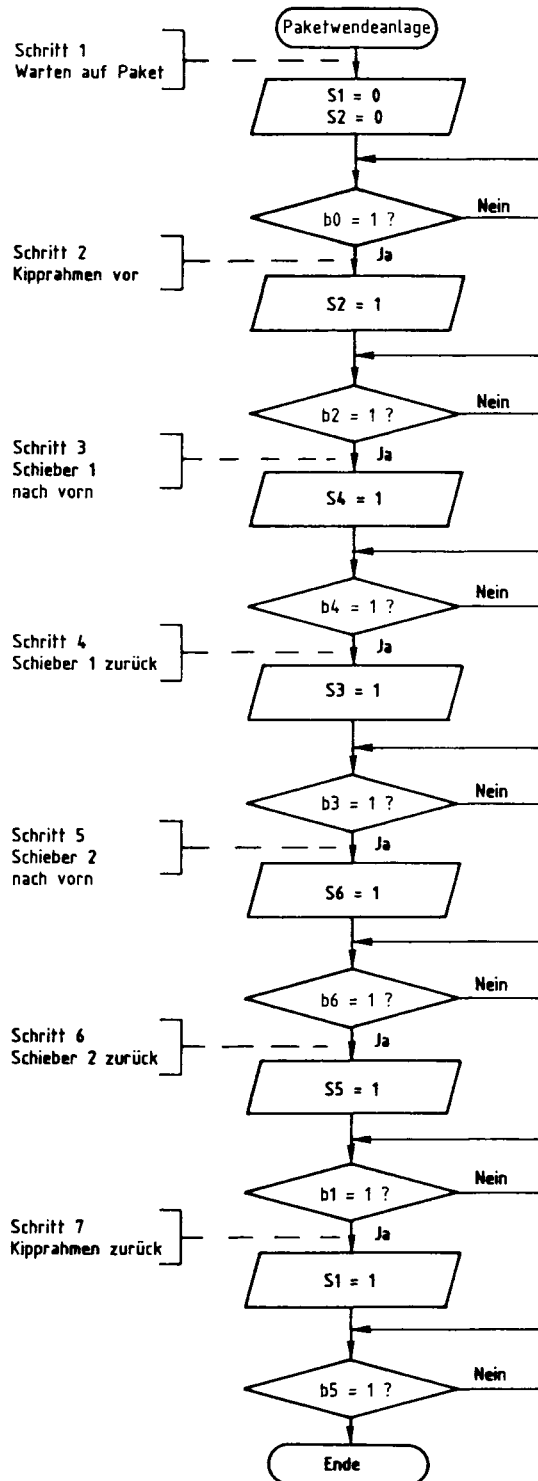 Paketwendeanlage
Schritt 1
Warten auf Paket
S1 = 0
S2 = 0
b0 = 1 ?
Nein
Ja
Schritt 2
Kipprahmen vor
S2 = 1
b2 = 1 ?
Nein
Ja
Schritt 3
Schieber 1
nach vorn
S4 = 1
b4 = 1 ?
Nein
Ja
Schritt 4
Schieber 1 zurück
S3 = 1
b3 = 1 ?
Nein
Ja
Schritt 5
Schieber 2
nach vorn
S6 = 1
b6 = 1 ?
Nein
Ja
Schritt 6
Schieber 2 zurück
S5 = 1
b1 = 1 ?
Nein
Ja
Schritt 7
Kipprahmen zurück
S1 = 1
b5 = 1 ?
Nein
Ende